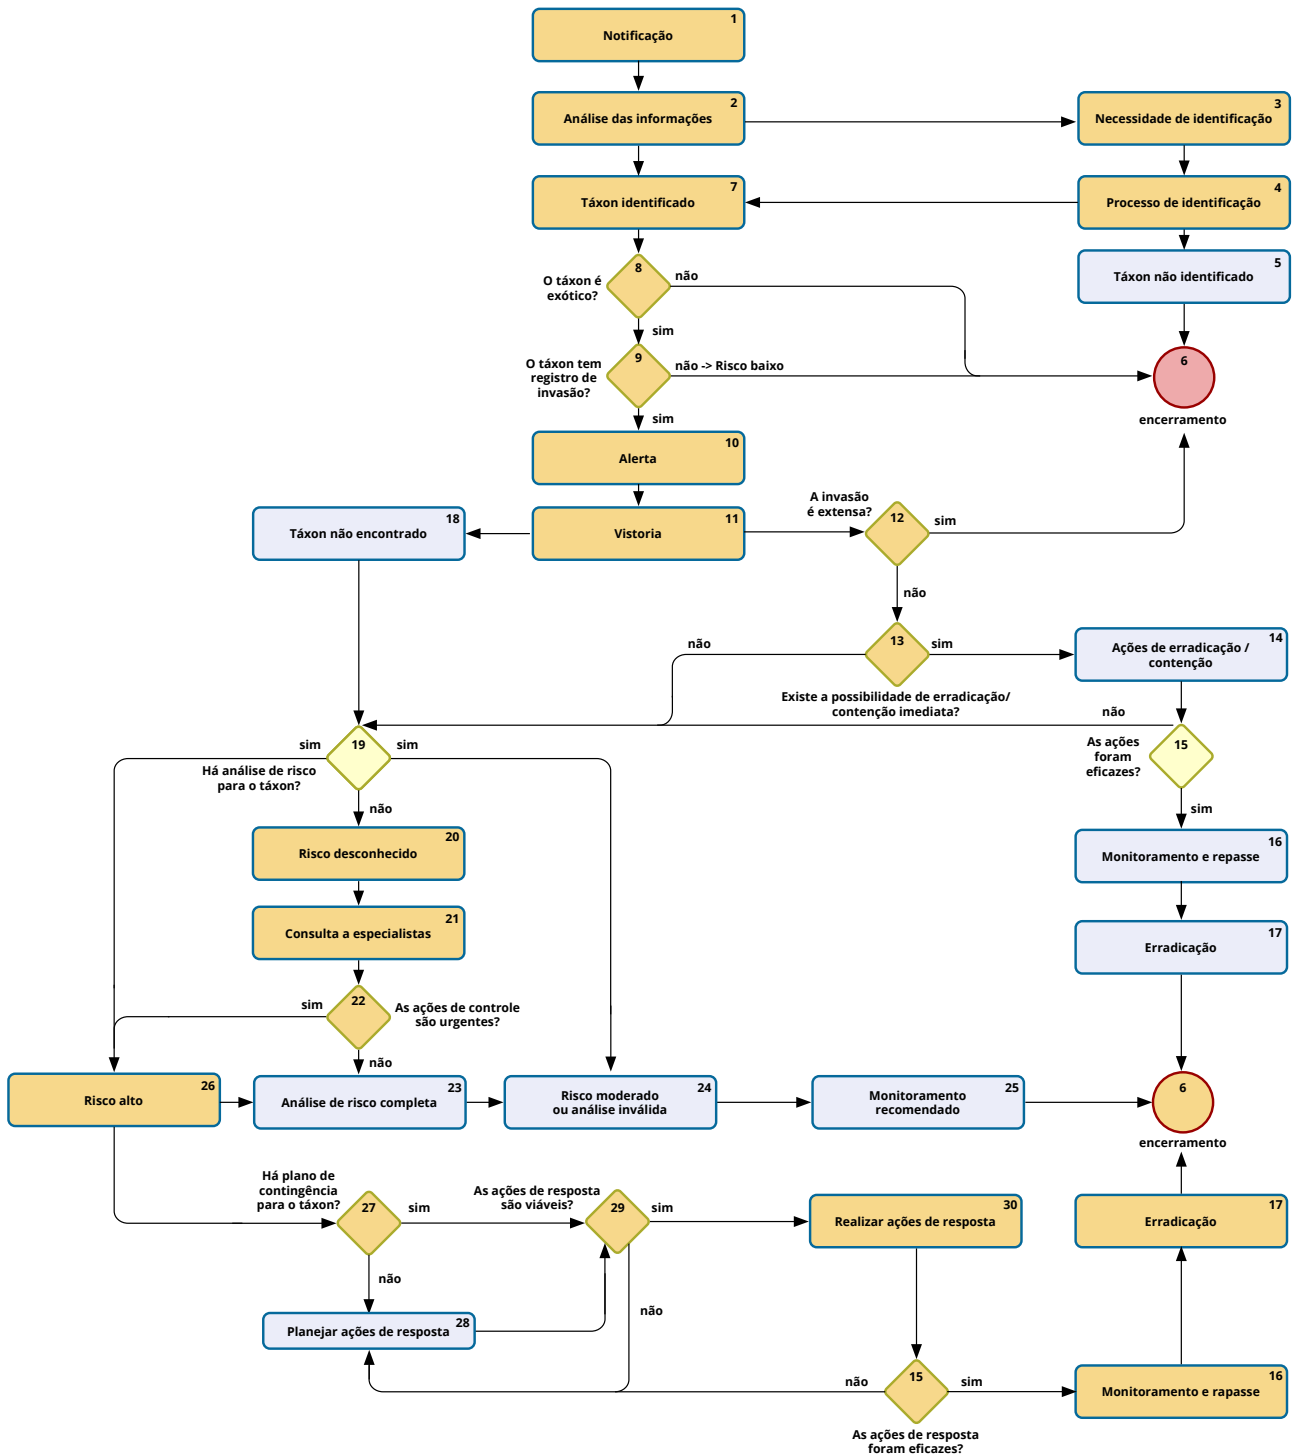 1
Notificação
2
Análise das informações
3
Necessidade de identificação
7
Táxon identificado
4
Processo de identificação
8
O táxon é
exótico?
não
5
Táxon não identificado
sim
9
O táxon tem
registro de
invasão?
não -> Risco baixo
6
encerramento
sim
10
Alerta
18
Táxon não encontrado
11
Vistoria
A invasão
é extensa?
12
sim
não
não
13
sim
Existe a possibilidade de erradicação/
contenção imediata?
14
Ações de erradicação /
contenção
não
15
As ações
foram
eficazes?
sim
sim
19
sim
Há análise de risco
para o táxon?
não
20
Risco desconhecido
16
Monitoramento e repasse
21
Consulta a especialistas
17
Erradicação
sim
22
As ações de controle
são urgentes?
não
26
Risco alto
23
Análise de risco completa
24
Risco moderado
ou análise inválida
25
Monitoramento
recomendado
6
encerramento
Há plano de
contingência
para o táxon?
27
sim
As ações de resposta
são viáveis?
29
sim
30
Realizar ações de resposta
17
Erradicação
não
28
Planejar ações de resposta
não
não
15
sim
As ações de resposta
foram eficazes?
16
Monitoramento e rapasse